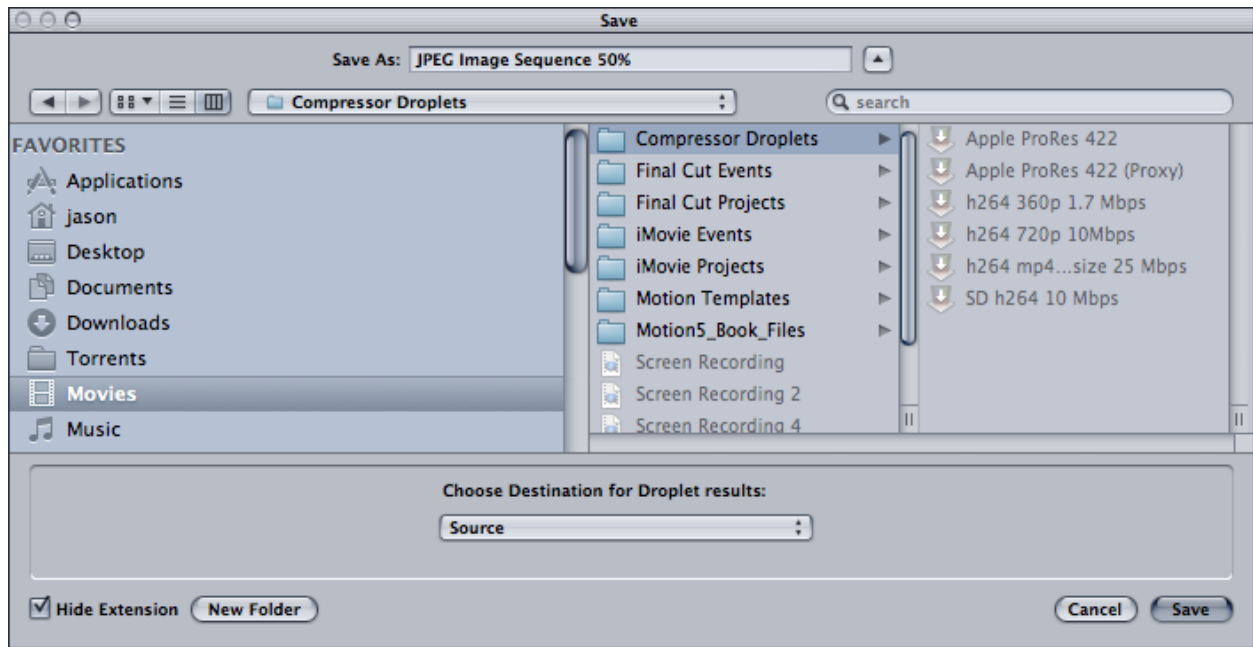 Save
Save As: JPEG Image Sequence 50%
Compressor Droplets
search
FAVORITES
Applications
jason
Desktop
Documents
Downloads
Torrents
Movies
Music
Compressor Droplets
Final Cut Events
Final Cut Projects
iMovie Events
iMovie Projects
Motion Templates
Motion5_Book_Files
Screen Recording
Screen Recording 2
Screen Recording 4
Apple ProRes 422
Apple ProRes 422 (Proxy)
h264 360p 1.7 Mbps
h264 720p 10Mbps
h264 mp4...size 25 Mbps
SD h264 10 Mbps
Choose Destination for Droplet results:
Source
Hide Extension New Folder Cancel Save